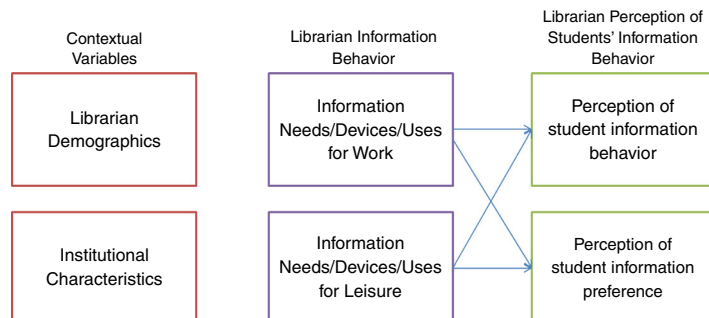 Contextual
Variables
Librarian Information
Behavior
Librarian Perception of
Students' Information
Behavior
Librarian
Demographics
Information
Needs/Devices/Uses
for Work
Perception of
student information
behavior
Institutional
Characteristics
Information
Needs/Devices/Uses
for Leisure
Perception of
student information
preference